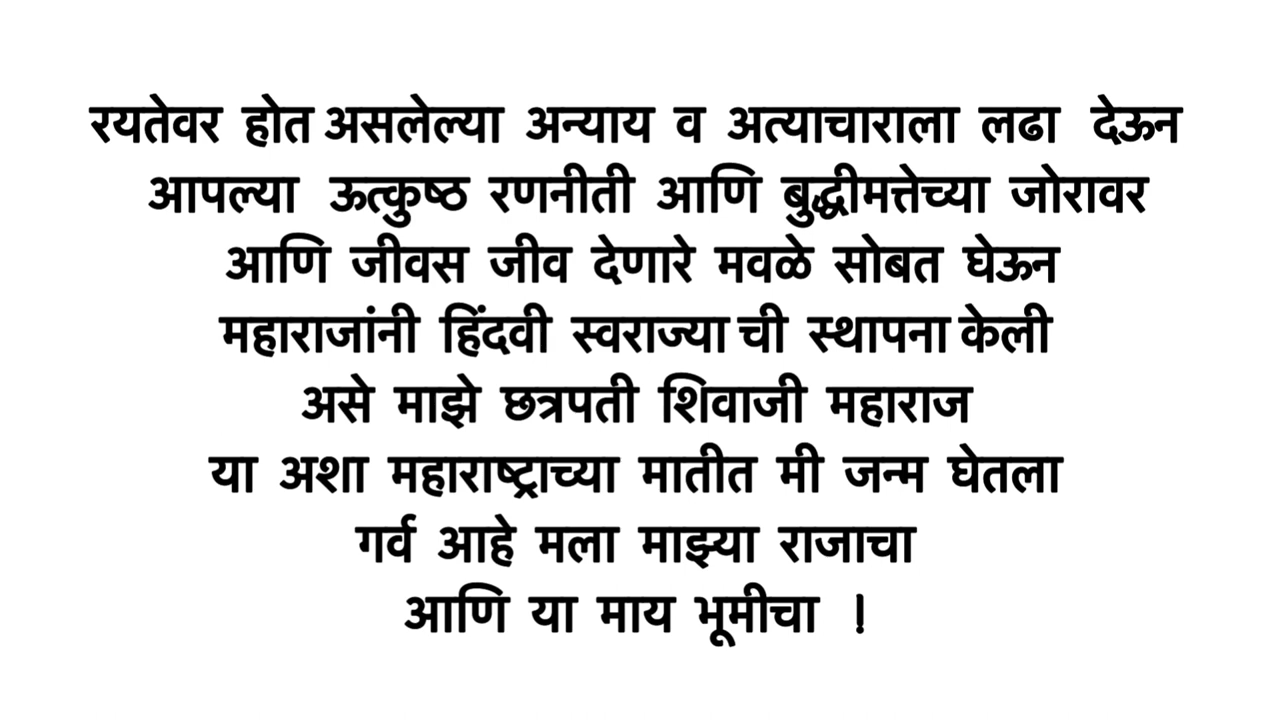 रयतेवर होत असलेल्या अन्याय व अत्याचाराला लढा देऊन
आपल्या ऊत्कुष्ठ रणनीती आणि बुद्धीमत्तेच्या जोरावर
आणि जीवस जीव देणारे मवळे सोबत घेऊन
महाराजांनी हिंदवी स्वराज्या ची स्थापना केली
असे माझे छत्रपती शिवाजी महाराज
या अशा महाराष्ट्राच्या मातीत मी जन्म घेतला
गर्व आहे मला माझ्या राजाचा
आणि या माय भूमीचा !